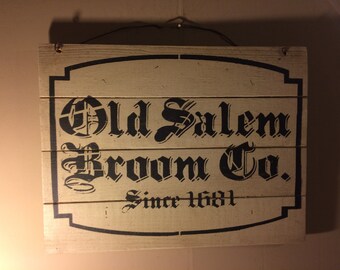 Old Salem
Broom Co.
Since 1681